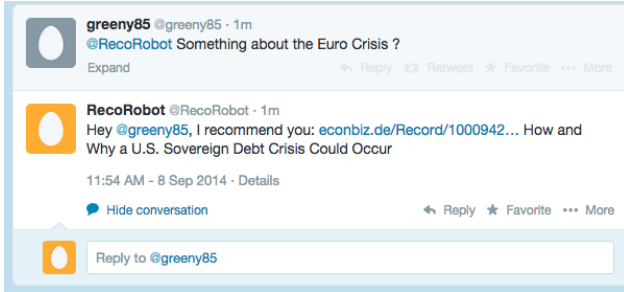 greeny85 @greeny85 · 1m
@RecoRobot Something about the Euro Crisis ?
Expand Reply Retweet Favorite ••• More
RecoRobot @RecoRobot · 1m
Hey @greeny85, I recommend you: econbiz.de/Record/1000942… How and
Why a U.S. Sovereign Debt Crisis Could Occur
11:54 AM - 8 Sep 2014 · Details
Hide conversation Reply Favorite ••• More
Reply to @greeny85